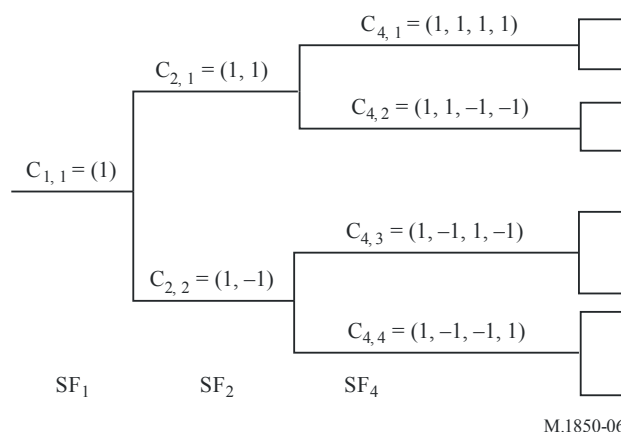 C4, 1 = (1, 1, 1, 1)
C2, 1 = (1, 1)
C4, 2 = (1, 1, –1, –1)
C1, 1 = (1)
C4, 3 = (1, –1, 1, –1)
C2, 2 = (1, –1)
C4, 4 = (1, –1, –1, 1)
SF1 SF2 SF4
M.1850-06